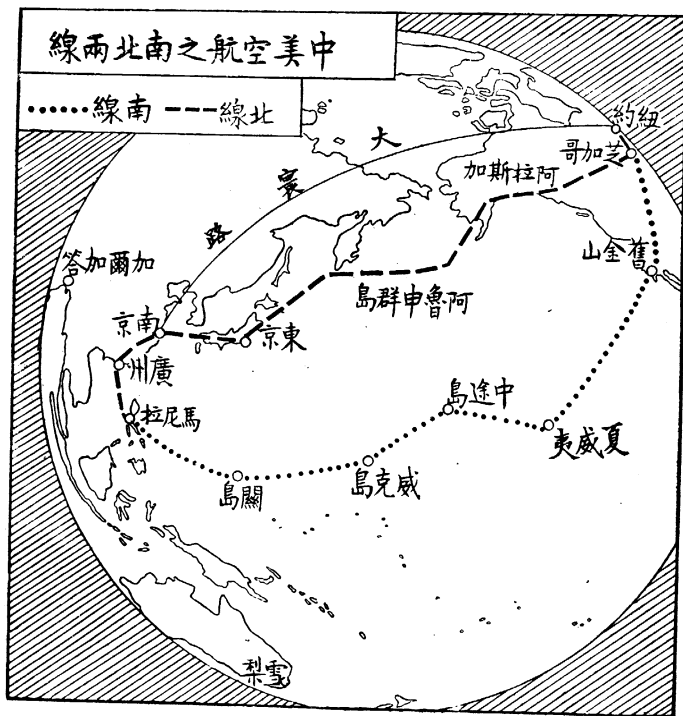 中美空航之南北兩線
南線
北線
大寰路
紐約
芝加哥
阿拉斯加
舊金山
加爾加答
阿魯申群島
南京
東京
廣州
馬尼拉
中途島
夏威夷
威克島
關島
雪梨